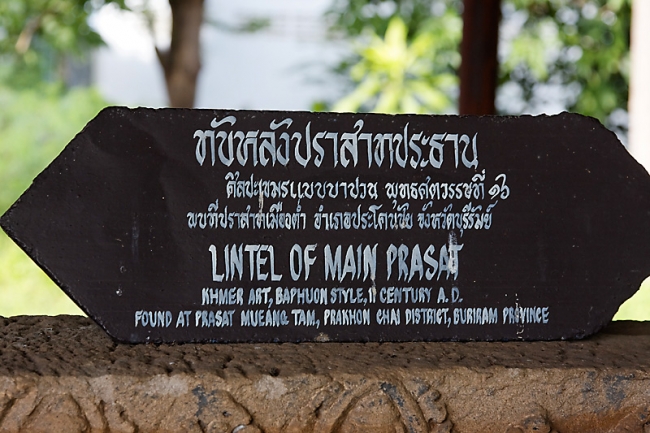 ทับหลังปราสาทประธาน
ศิลปะเขมรแบบบาปวน พุทธศตวรรษที่ ๑๖
พบที่ปราสาทเมืองต่ำ อำเภอประโคนชัย จังหวัดบุรีรัมย์
LINTEL OF MAIN PRASAT
KHMER ART, BAPHUON STYLE, 11 CENTURY A.D.
FOUND AT PRASAT MUEANG TAM, PRAKHON CHAI DISTRICT, BURIRAM PROVINCE